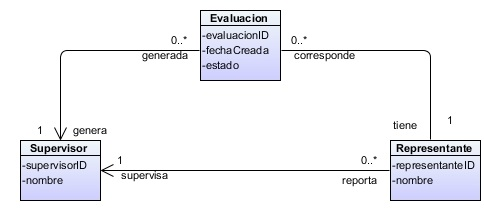 Evaluacion
-evaluacionID
-fechaCreada
-estado
0..*
generada
0..*
corresponde
1
genera
tiene
1
Supervisor
-supervisorID
-nombre
1
supervisa
0..*
reporta
Representante
-representanteID
-nombre